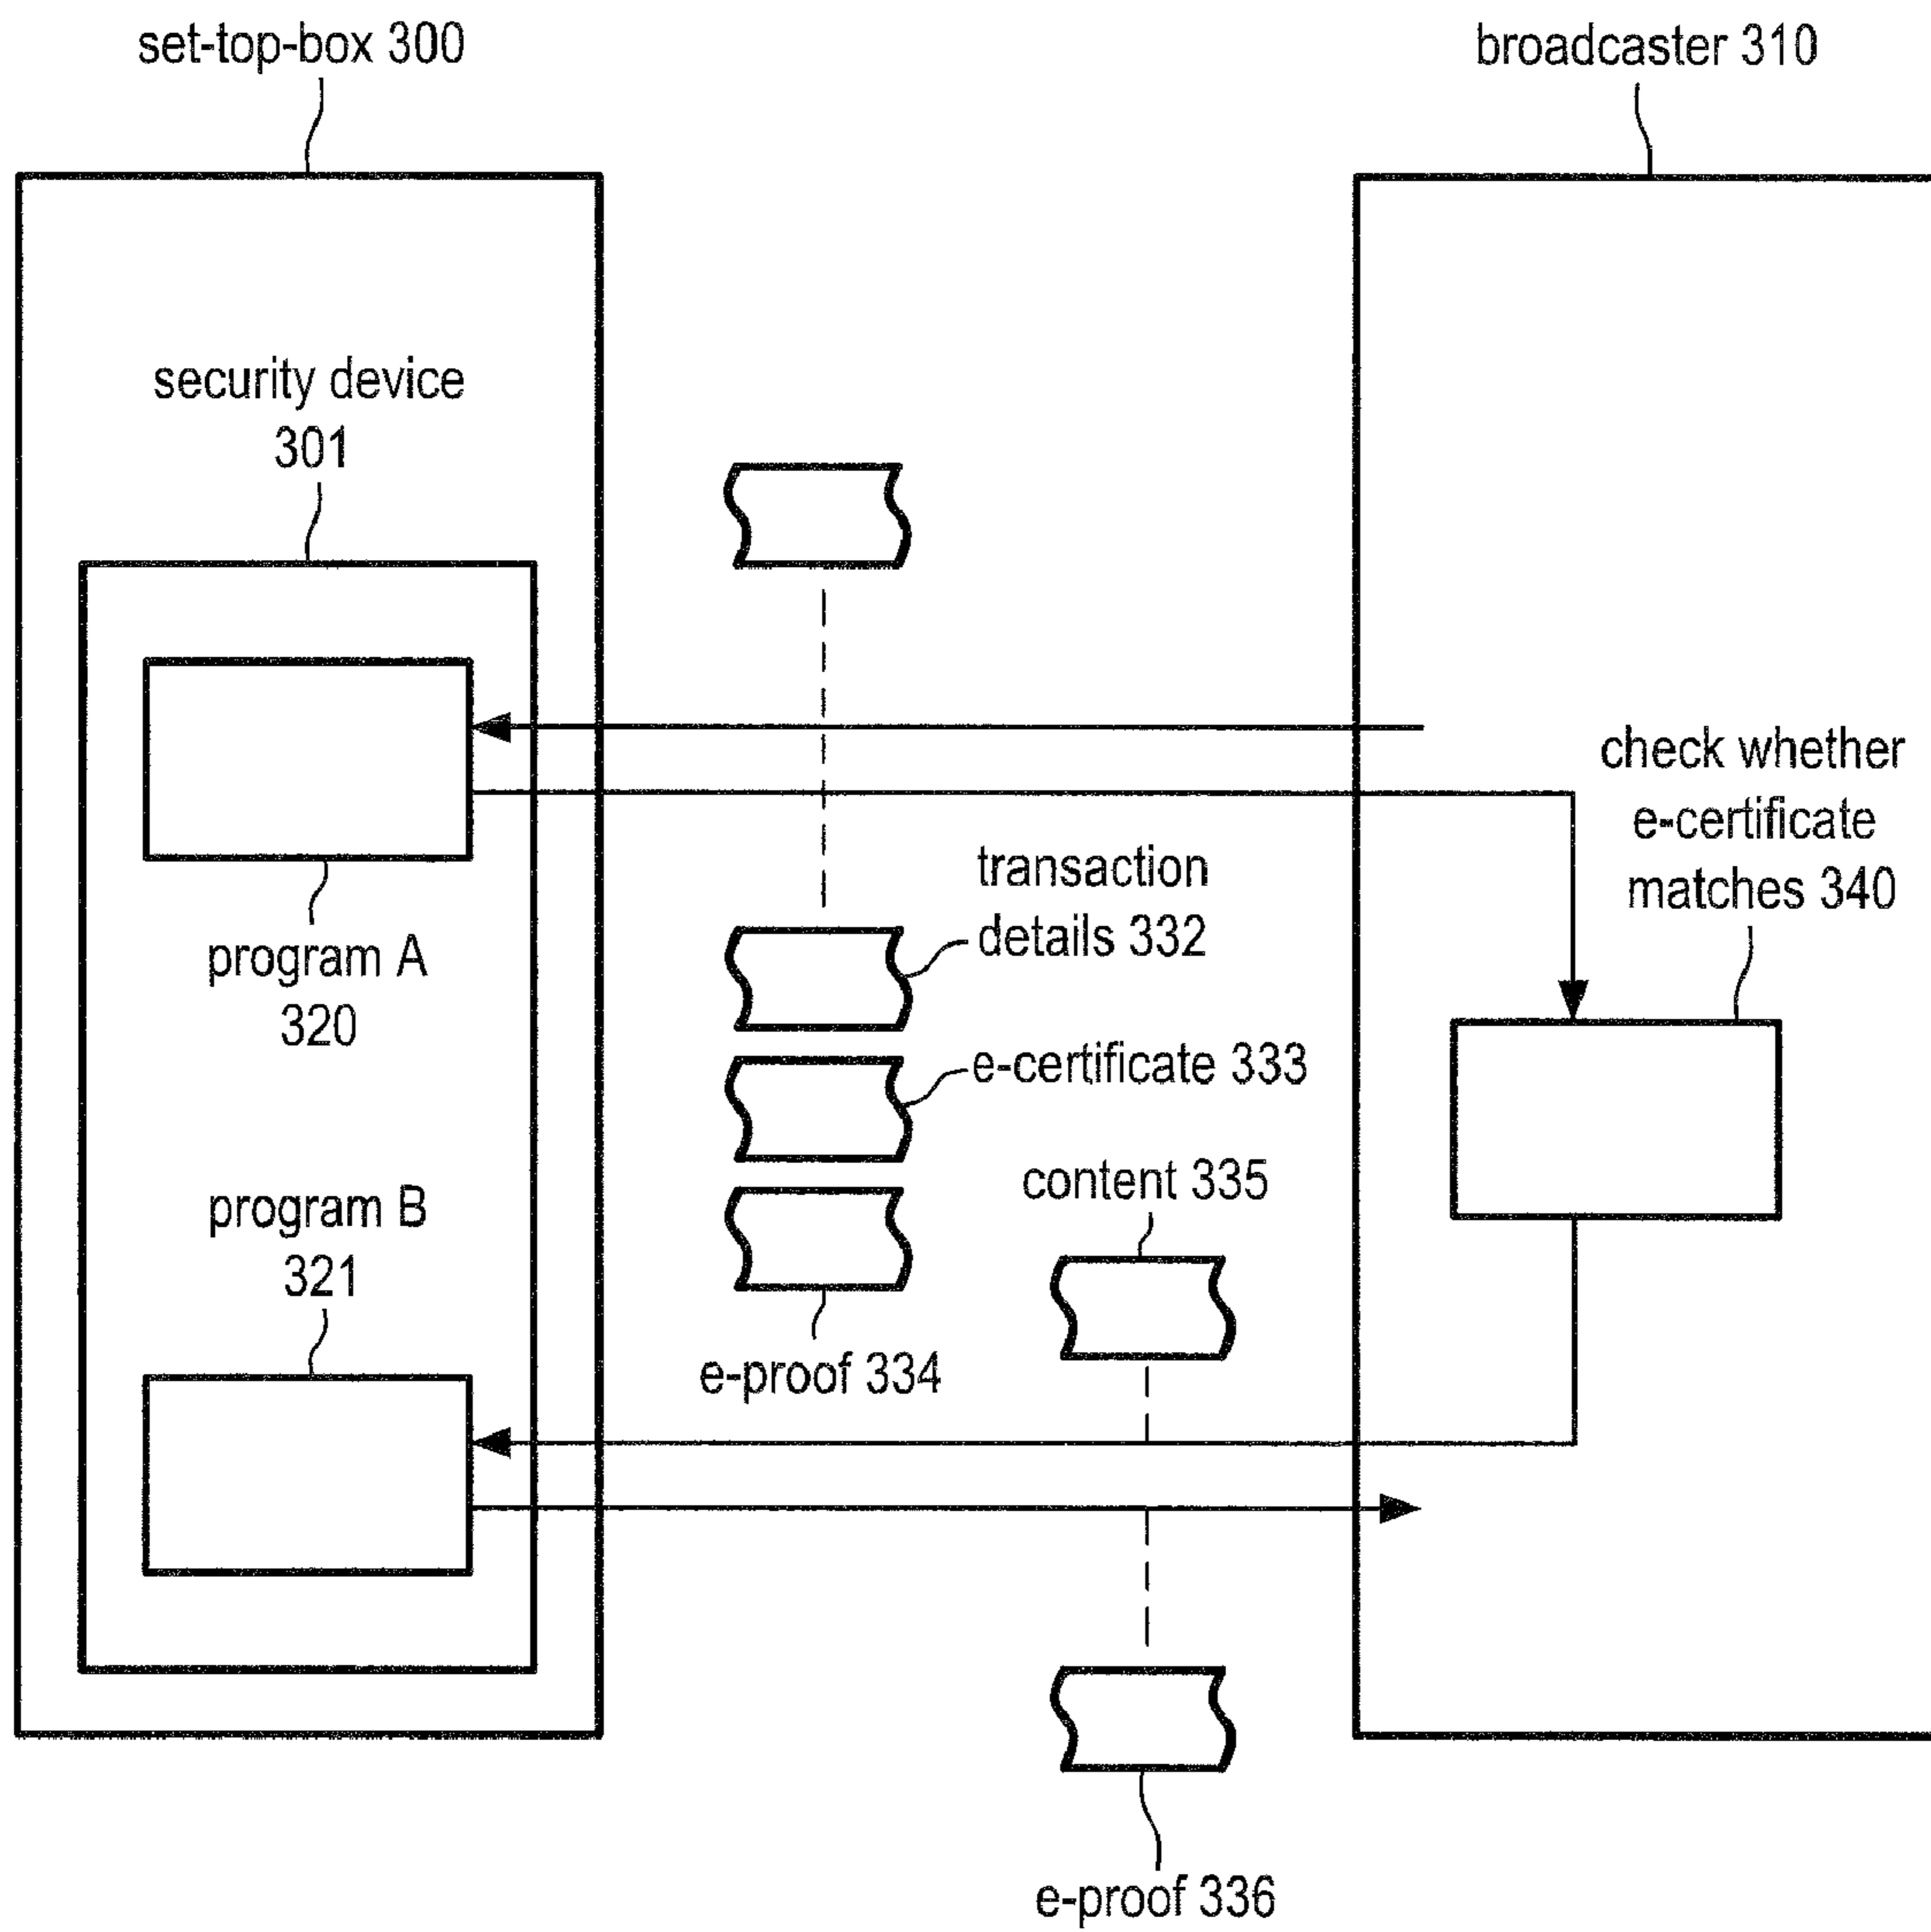 set-top-box 300
broadcaster 310
security device
301
check whether
e-certificate
matches 340
transaction
details 332
program A
320
e-certificate 333
content 335
program B
321
e-proof 334
e-proof 336